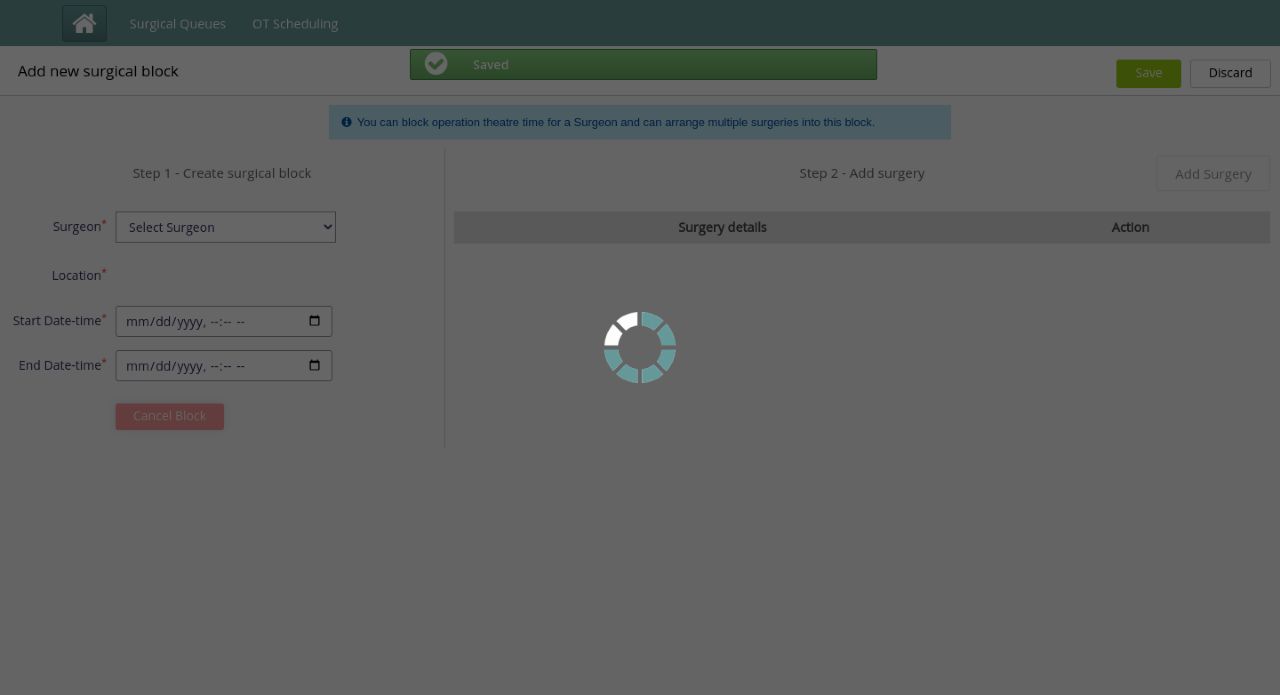 Surgical Queues OT Scheduling
Add new surgical block
Saved
Save Discard
You can block operation theatre time for a Surgeon and can arrange multiple surgeries into this block.
Step 1 - Create surgical block
Step 2 - Add surgery
Add Surgery
Surgeon* Select Surgeon
Surgery details Action
Location*
Start Date-time* mm/dd/yyyy, --:-- --
End Date-time* mm/dd/yyyy, --:-- --
Cancel Block